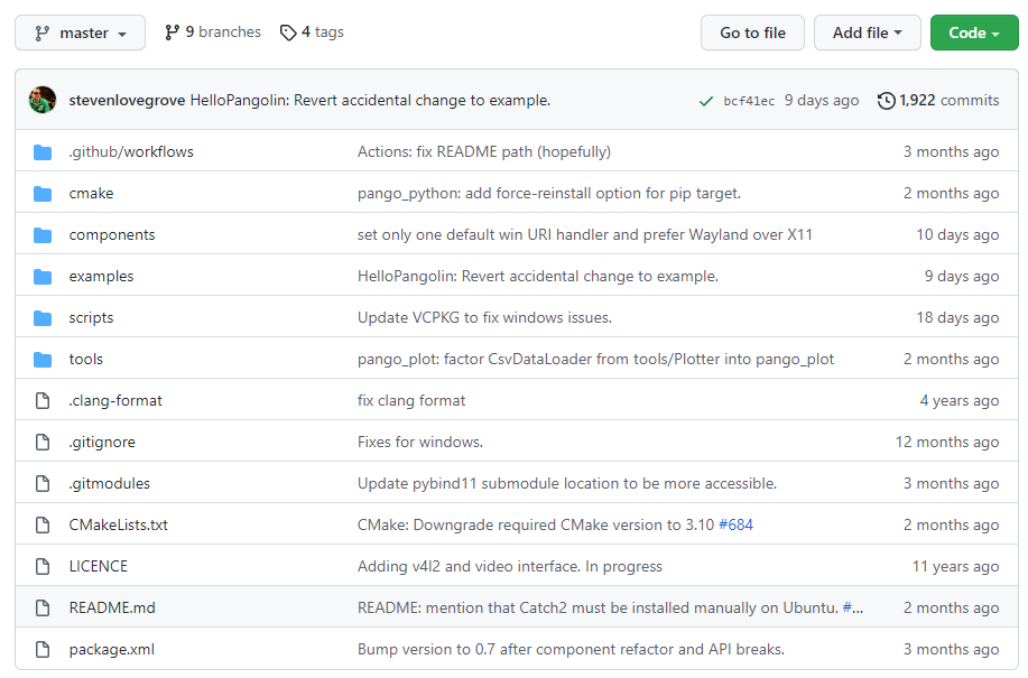 master 9 branches 4 tags Go to file Add file Code
stevenlovegrove HelloPangolin: Revert accidental change to example. bcf41ec 9 days ago 1,922 commits
.github/workflows Actions: fix README path (hopefully) 3 months ago
cmake pango_python: add force-reinstall option for pip target. 2 months ago
components set only one default win URI handler and prefer Wayland over X11 10 days ago
examples HelloPangolin: Revert accidental change to example. 9 days ago
scripts Update VCPKG to fix windows issues. 18 days ago
tools pango_plot: factor CsvDataLoader from tools/Plotter into pango_plot 2 months ago
.clang-format fix clang format 4 years ago
.gitignore Fixes for windows. 12 months ago
.gitmodules Update pybind11 submodule location to be more accessible. 3 months ago
CMakeLists.txt CMake: Downgrade required CMake version to 3.10 #684 2 months ago
LICENCE Adding v4l2 and video interface. In progress 11 years ago
README.md README: mention that Catch2 must be installed manually on Ubuntu. #... 2 months ago
package.xml Bump version to 0.7 after component refactor and API breaks. 3 months ago